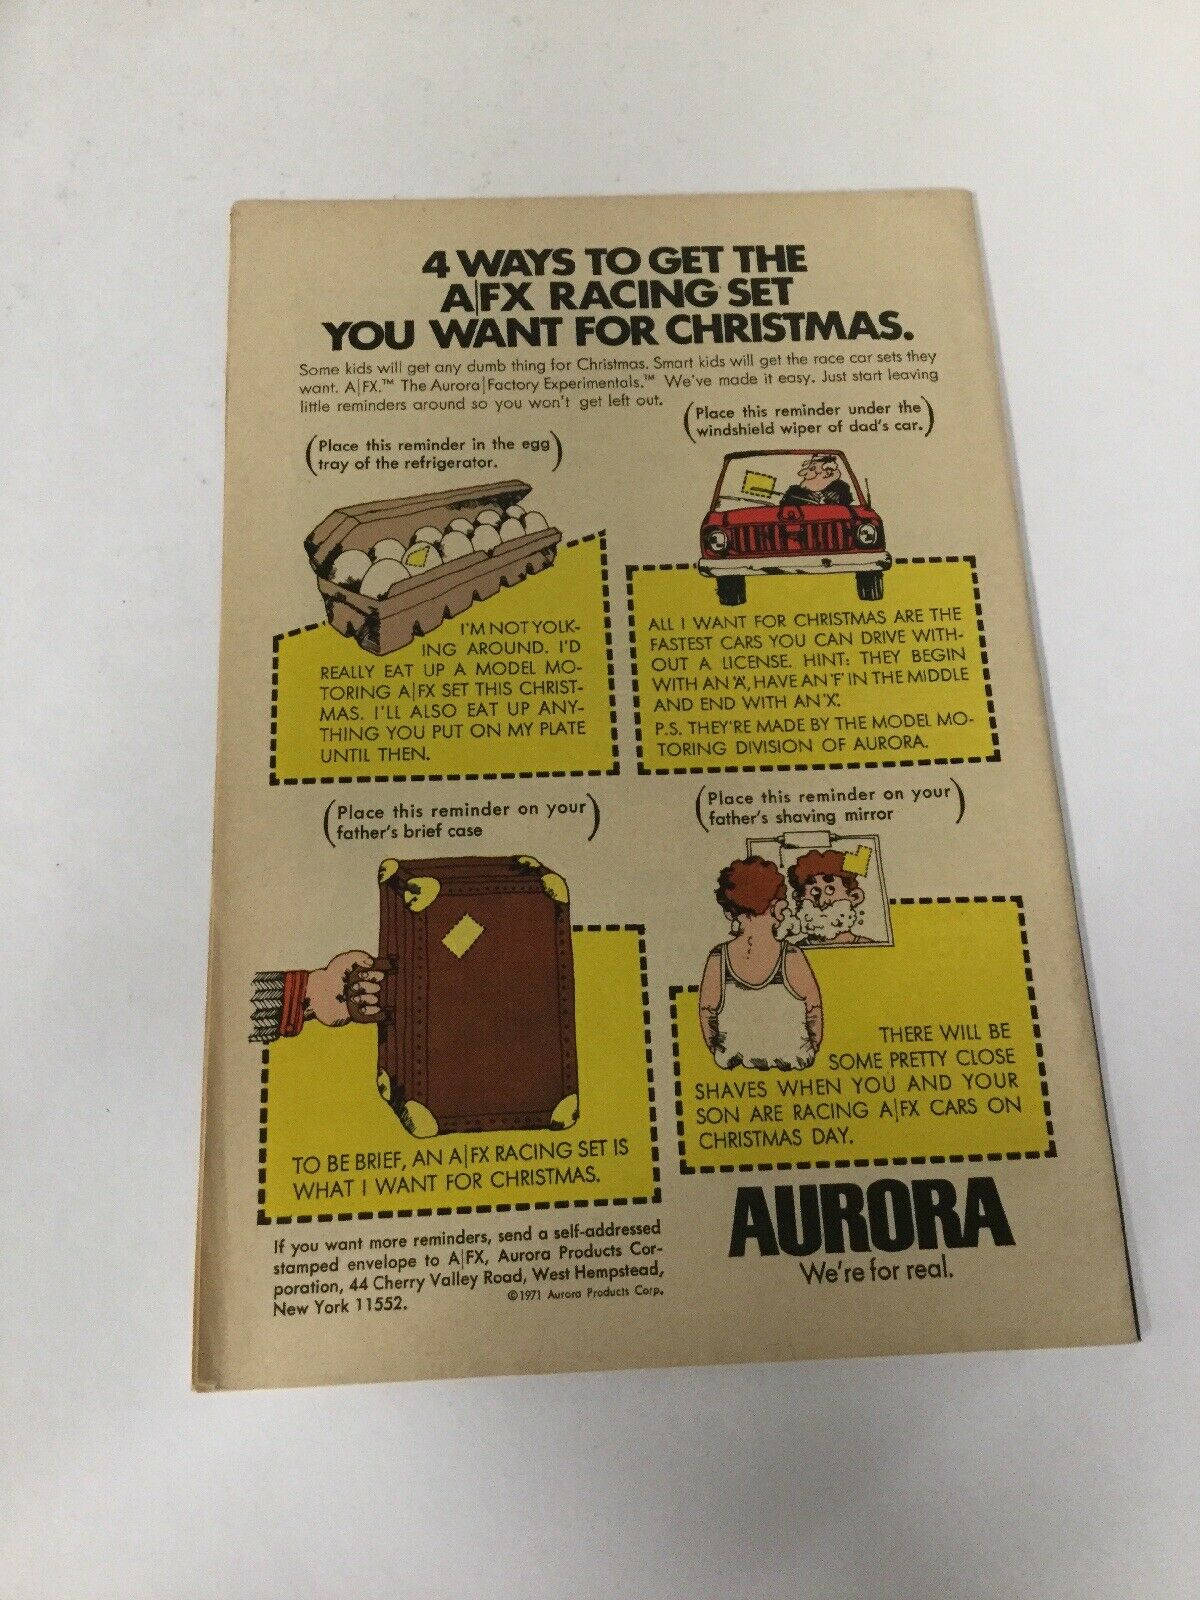 4 WAYS TO GET THE
A|FX RACING SET
YOU WANT FOR CHRISTMAS.
Some kids will get any dumb thing for Christmas. Smart kids will get the race car sets they
want. A|FX.™ The Aurora|Factory Experimentals.™ We've made it easy. Just start leaving
little reminders around so you won't get left out.
(Place this reminder in the egg
tray of the refrigerator.)
I'M NOT YOLK-
ING AROUND. I'D
REALLY EAT UP A MODEL MO-
TORING A|FX SET THIS CHRIST-
MAS. I'LL ALSO EAT UP ANY-
THING YOU PUT ON MY PLATE
UNTIL THEN.
(Place this reminder under the
windshield wiper of dad's car.)
ALL I WANT FOR CHRISTMAS ARE THE
FASTEST CARS YOU CAN DRIVE WITH-
OUT A LICENSE. HINT: THEY BEGIN
WITH AN 'A', HAVE AN 'F' IN THE MIDDLE
AND END WITH AN 'X'.
P.S. THEY'RE MADE BY THE MODEL MO-
TORING DIVISION OF AURORA.
(Place this reminder on your
father's brief case)
TO BE BRIEF, AN A|FX RACING SET IS
WHAT I WANT FOR CHRISTMAS.
(Place this reminder on your
father's shaving mirror)
THERE WILL BE
SOME PRETTY CLOSE
SHAVES WHEN YOU AND YOUR
SON ARE RACING A|FX CARS ON
CHRISTMAS DAY.
If you want more reminders, send a self-addressed
stamped envelope to A|FX, Aurora Products Cor-
poration, 44 Cherry Valley Road, West Hempstead,
New York 11552.
©1971 Aurora Products Corp.
AURORA
We're for real.